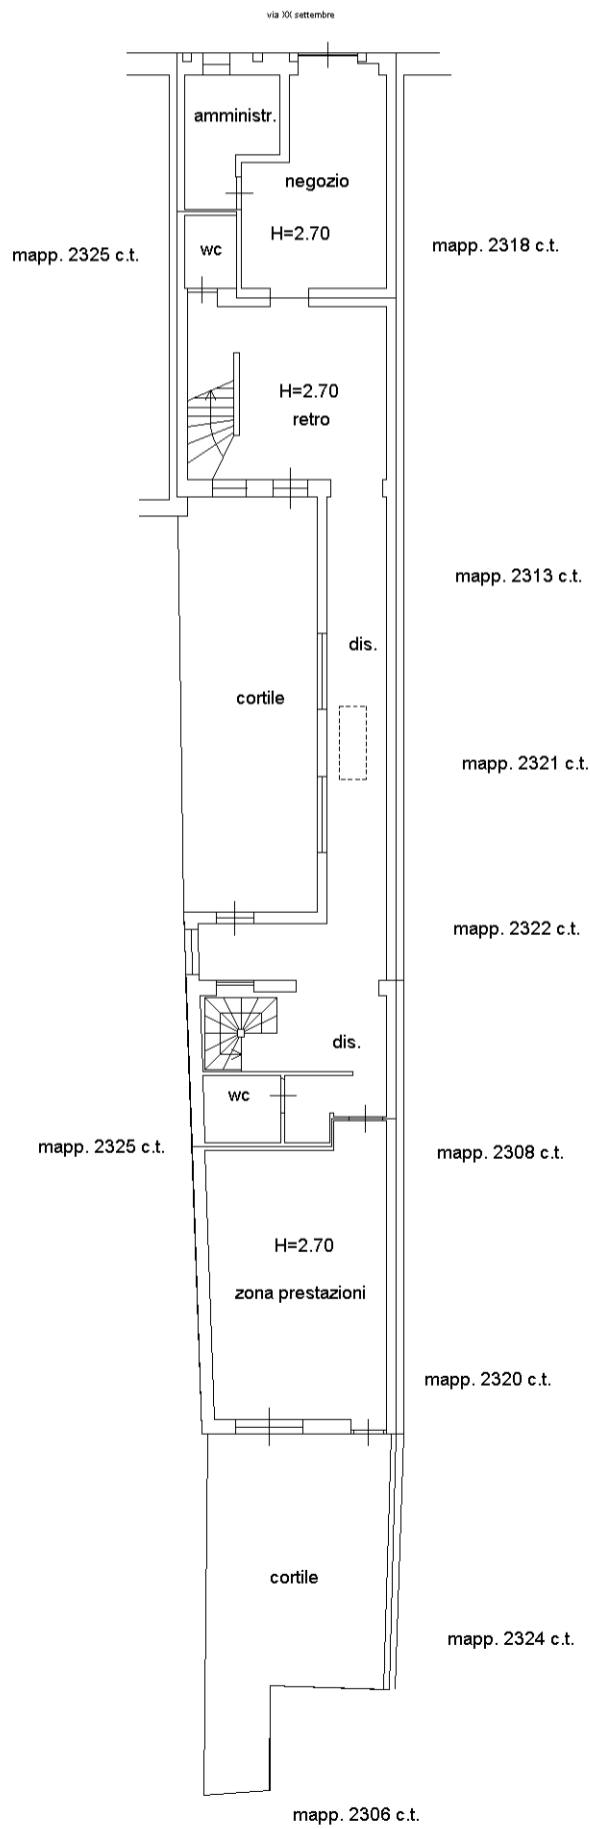 via XX settembre
amministr.
negozio
H=2.70
wc
mapp. 2325 c.t.
mapp. 2318 c.t.
H=2.70
retro
mapp. 2313 c.t.
dis.
cortile
mapp. 2321 c.t.
mapp. 2322 c.t.
dis.
wc
mapp. 2325 c.t.
mapp. 2308 c.t.
H=2.70
zona prestazioni
mapp. 2320 c.t.
cortile
mapp. 2324 c.t.
mapp. 2306 c.t.